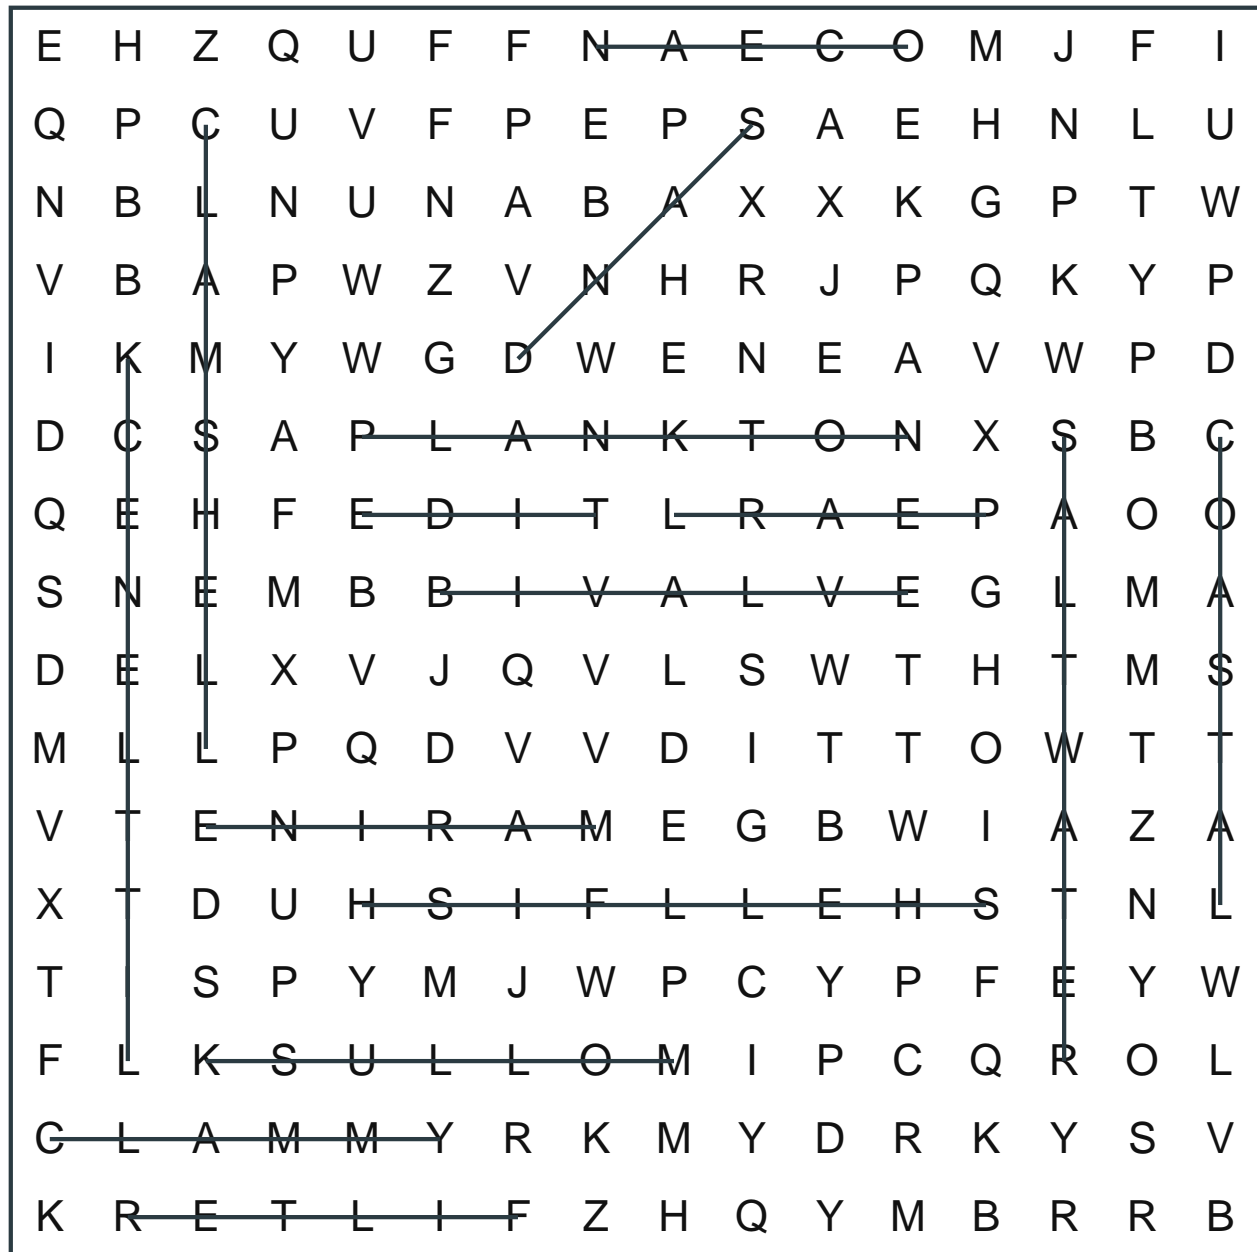 E H Z Q U F F N A E C O M J F I
Q P C U V F P E P S A E H N L U
N B L N U N A B A X X K G P T W
V B A P W Z V N H R J P Q K Y P
I K M Y W G D W E N E A V W P D
D C S A P L A N K T O N X S B C
Q E H F E D I T L R A E P A O O
S N E M B B I V A L V E G L M A
D E L X V J Q V L S W T H T M S
M L L P Q D V V D I T T O W T T
V T E N I R A M E G B W I A Z A
X T D U H S I F L L E H S T N L
T I S P Y M J W P C Y P F E Y W
F L K S U L L O M I P C Q R O L
C L A M M Y R K M Y D R K Y S V
K R E T L I F Z H Q Y M B R R B